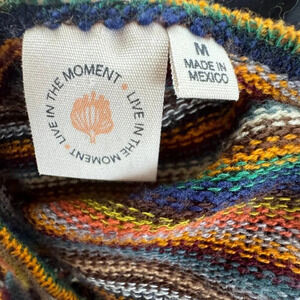 LIVE IN THE MOMENT • LIVE IN THE MOMENT •
M
MADE IN
MEXICO